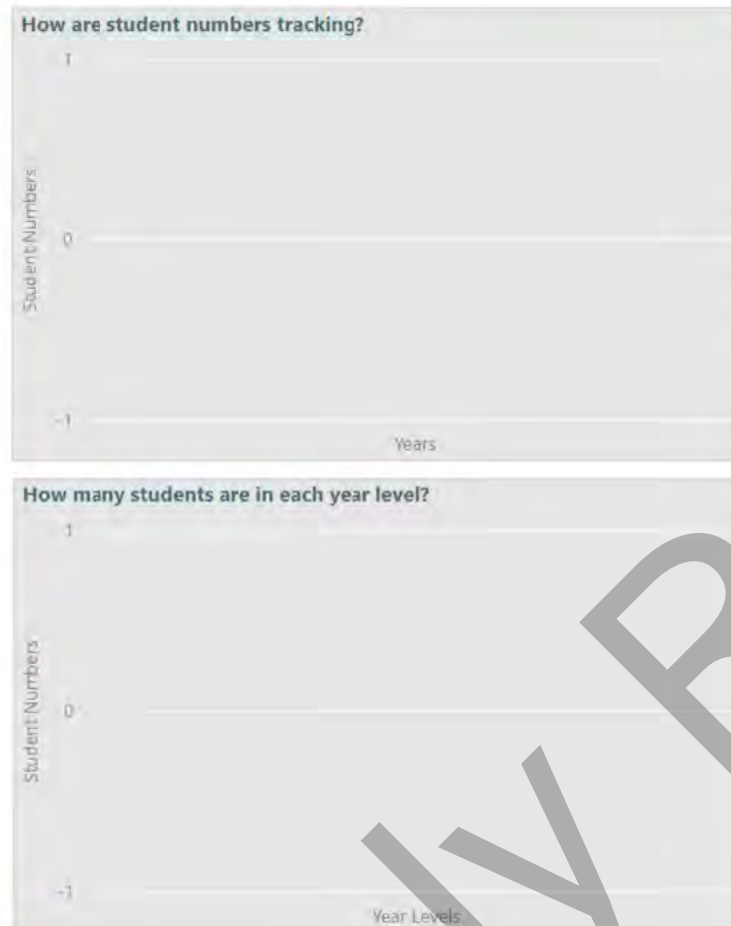 How are student numbers tracking?
1
Student Numbers
0
-1
Years
How many students are in each year level?
1
Student Numbers
0
-1
Year Levels